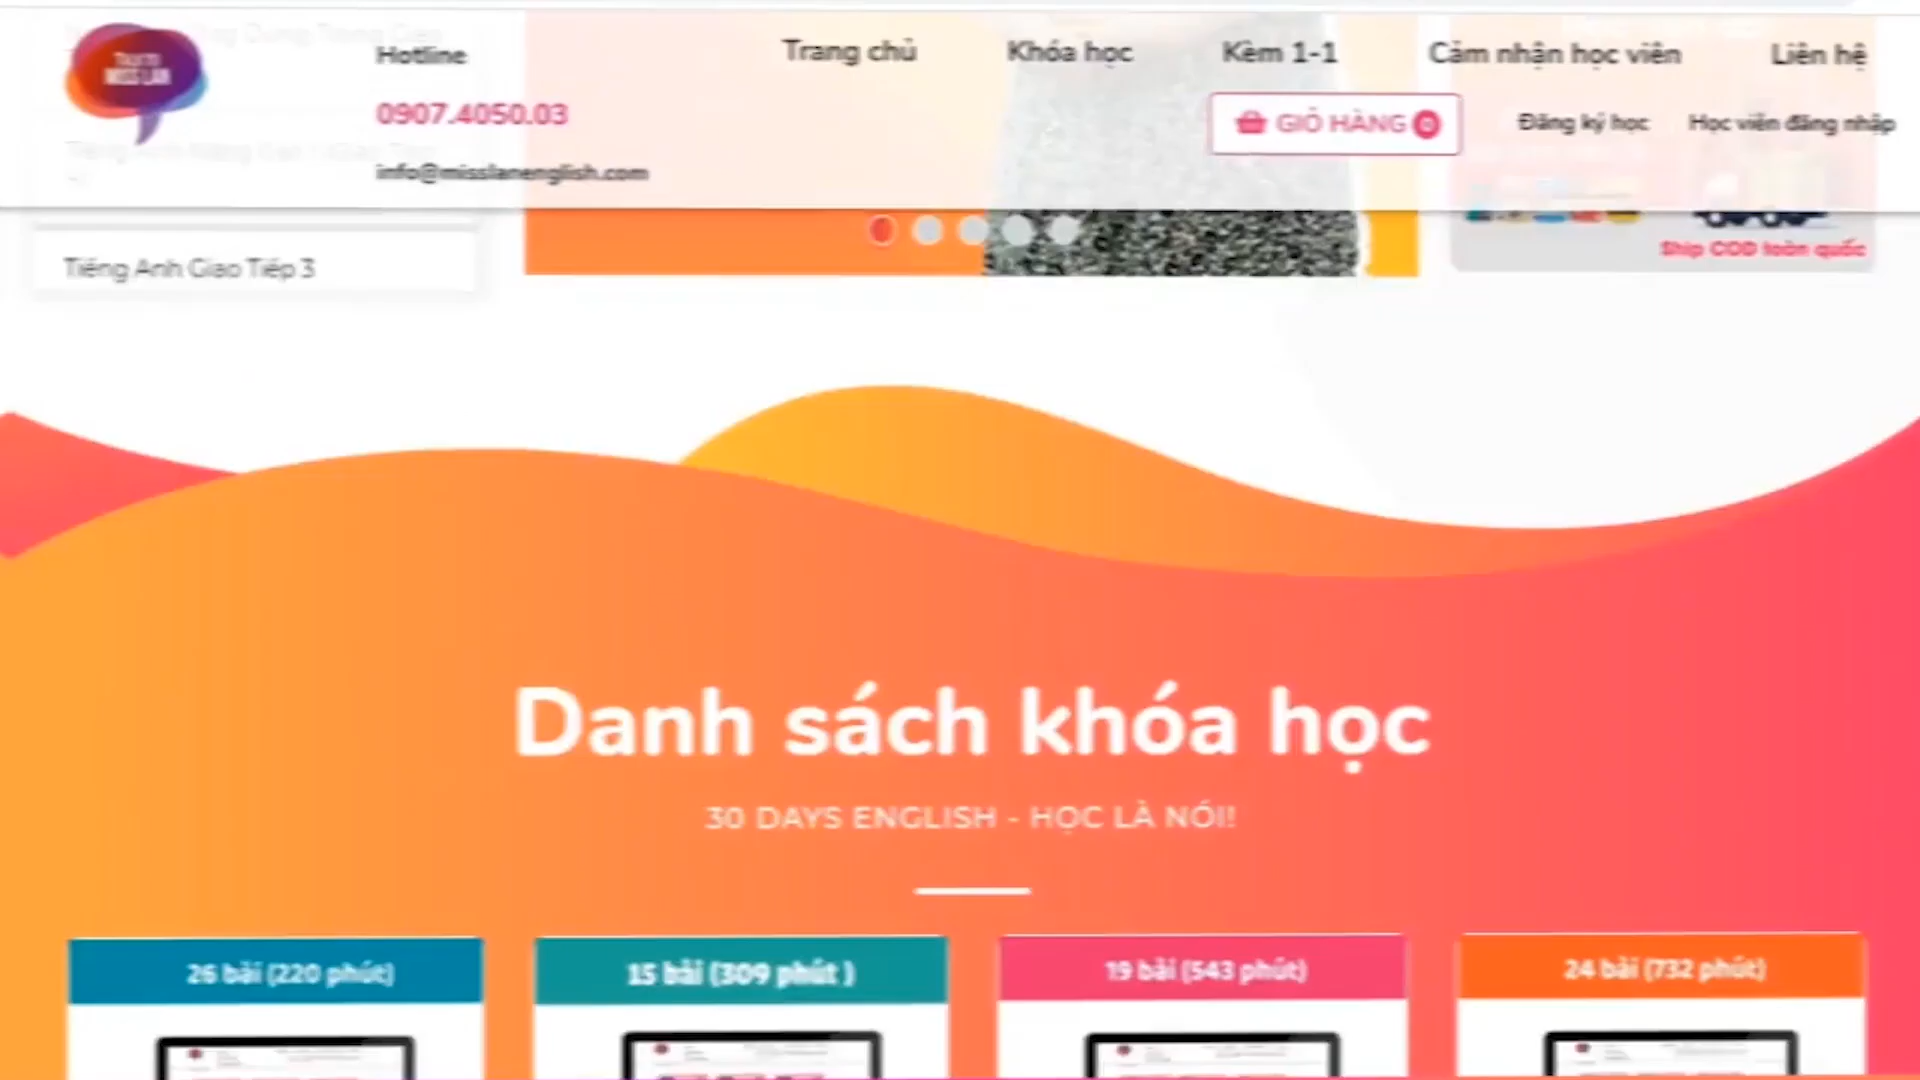 MISS LAN
Hotline
0907.4050.03
info@misslanenglish.com
Trang chủ
Khóa học
Kèm 1-1
Cảm nhận học viên
Liên hệ
GIỎ HÀNG 0
Đăng ký học
Học viên đăng nhập
Ship COD toàn quốc
Tiếng Anh Giao Tiếp 3
Danh sách khóa học
30 DAYS ENGLISH - HỌC LÀ NÓI!
26 bài (220 phút)
15 bài (309 phút )
19 bài (543 phút)
24 bài (732 phút)